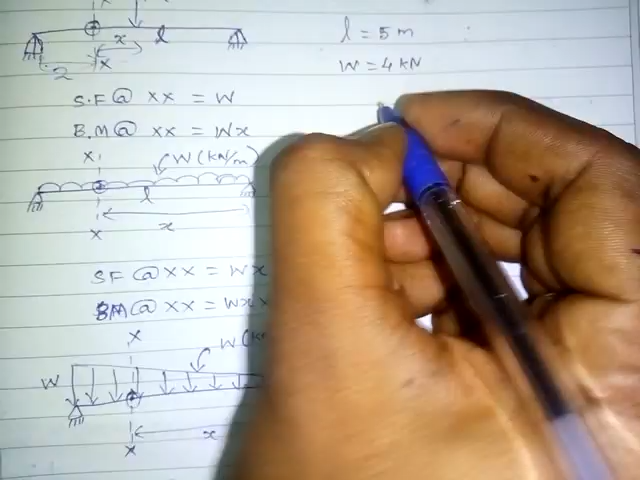 x l
2 x
l = 5 m
W = 4 KN
S.F @ xx = W
B.M @ xx = Wx
x W (KN/m)
l
x
x
SF @ xx = wx
BM @ xx = wx
x W (K
W
x
x